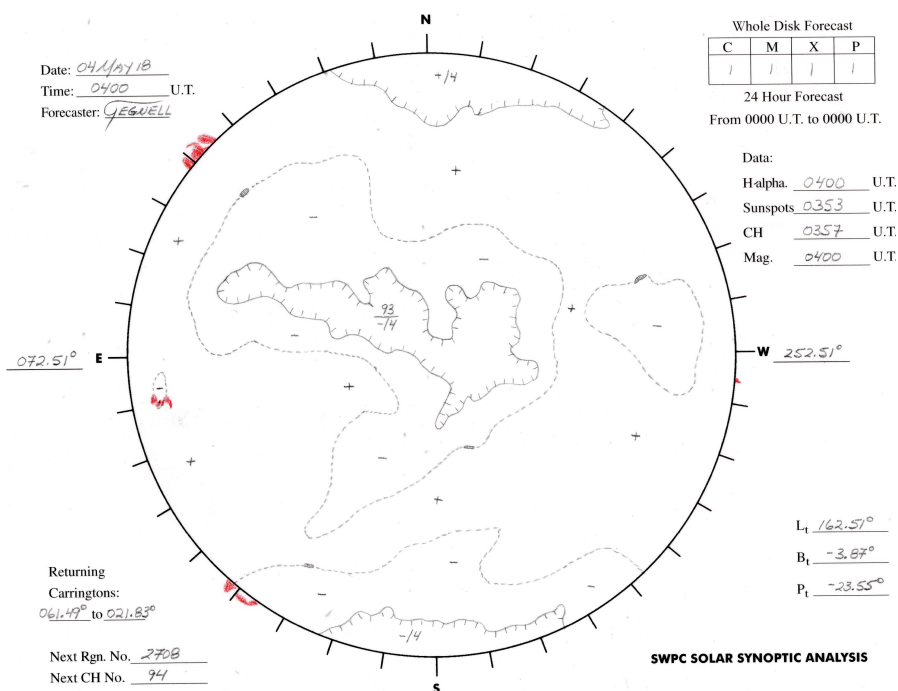 N
Whole Disk Forecast
C M X P
1 1 1 1
24 Hour Forecast
From 0000 U.T. to 0000 U.T.
Date: 04 MAY 18
Time: 0400 U.T.
Forecaster: GEGNELL
Data:
H-alpha. 0400 U.T.
Sunspots 0353 U.T.
CH 0357 U.T.
Mag. 0400 U.T.
+14
+
+
-
-
+
93
-14
-
-
072.51° E
W 252.51°
-
+
+
+
-
+
-
-
-
-14
Lt 162.51°
Bt -3.87°
Pt -23.55°
Returning
Carringtons:
061.49° to 021.83°
Next Rgn. No. 2708
Next CH No. 94
S
SWPC SOLAR SYNOPTIC ANALYSIS